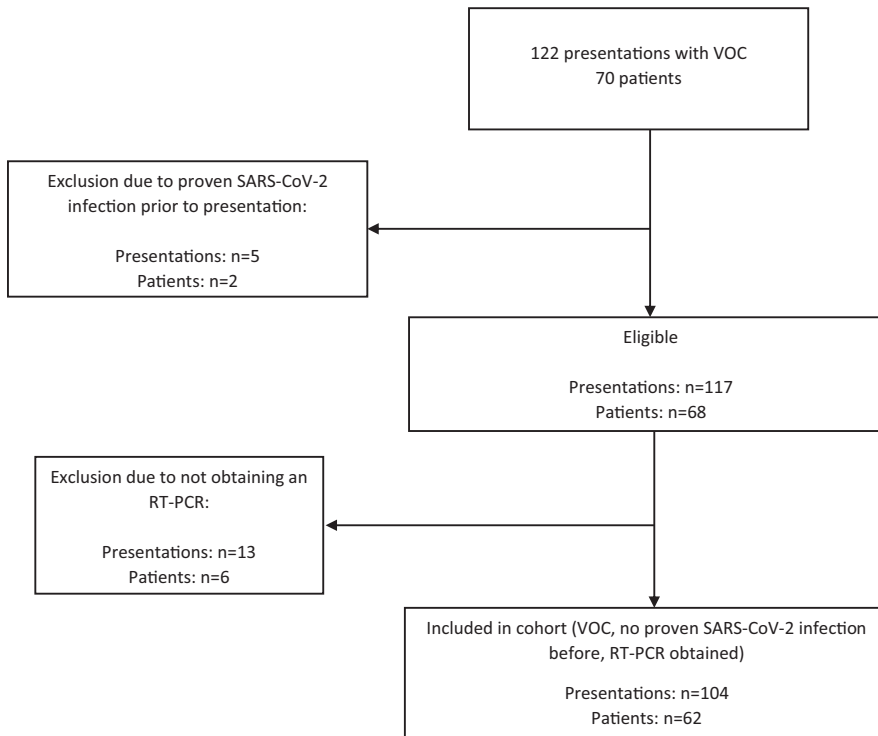 122 presentations with VOC
70 patients
Exclusion due to proven SARS-CoV-2
infection prior to presentation:
Presentations: n=5
Patients: n=2
Eligible
Presentations: n=117
Patients: n=68
Exclusion due to not obtaining an
RT-PCR:
Presentations: n=13
Patients: n=6
Included in cohort (VOC, no proven SARS-CoV-2 infection
before, RT-PCR obtained)
Presentations: n=104
Patients: n=62